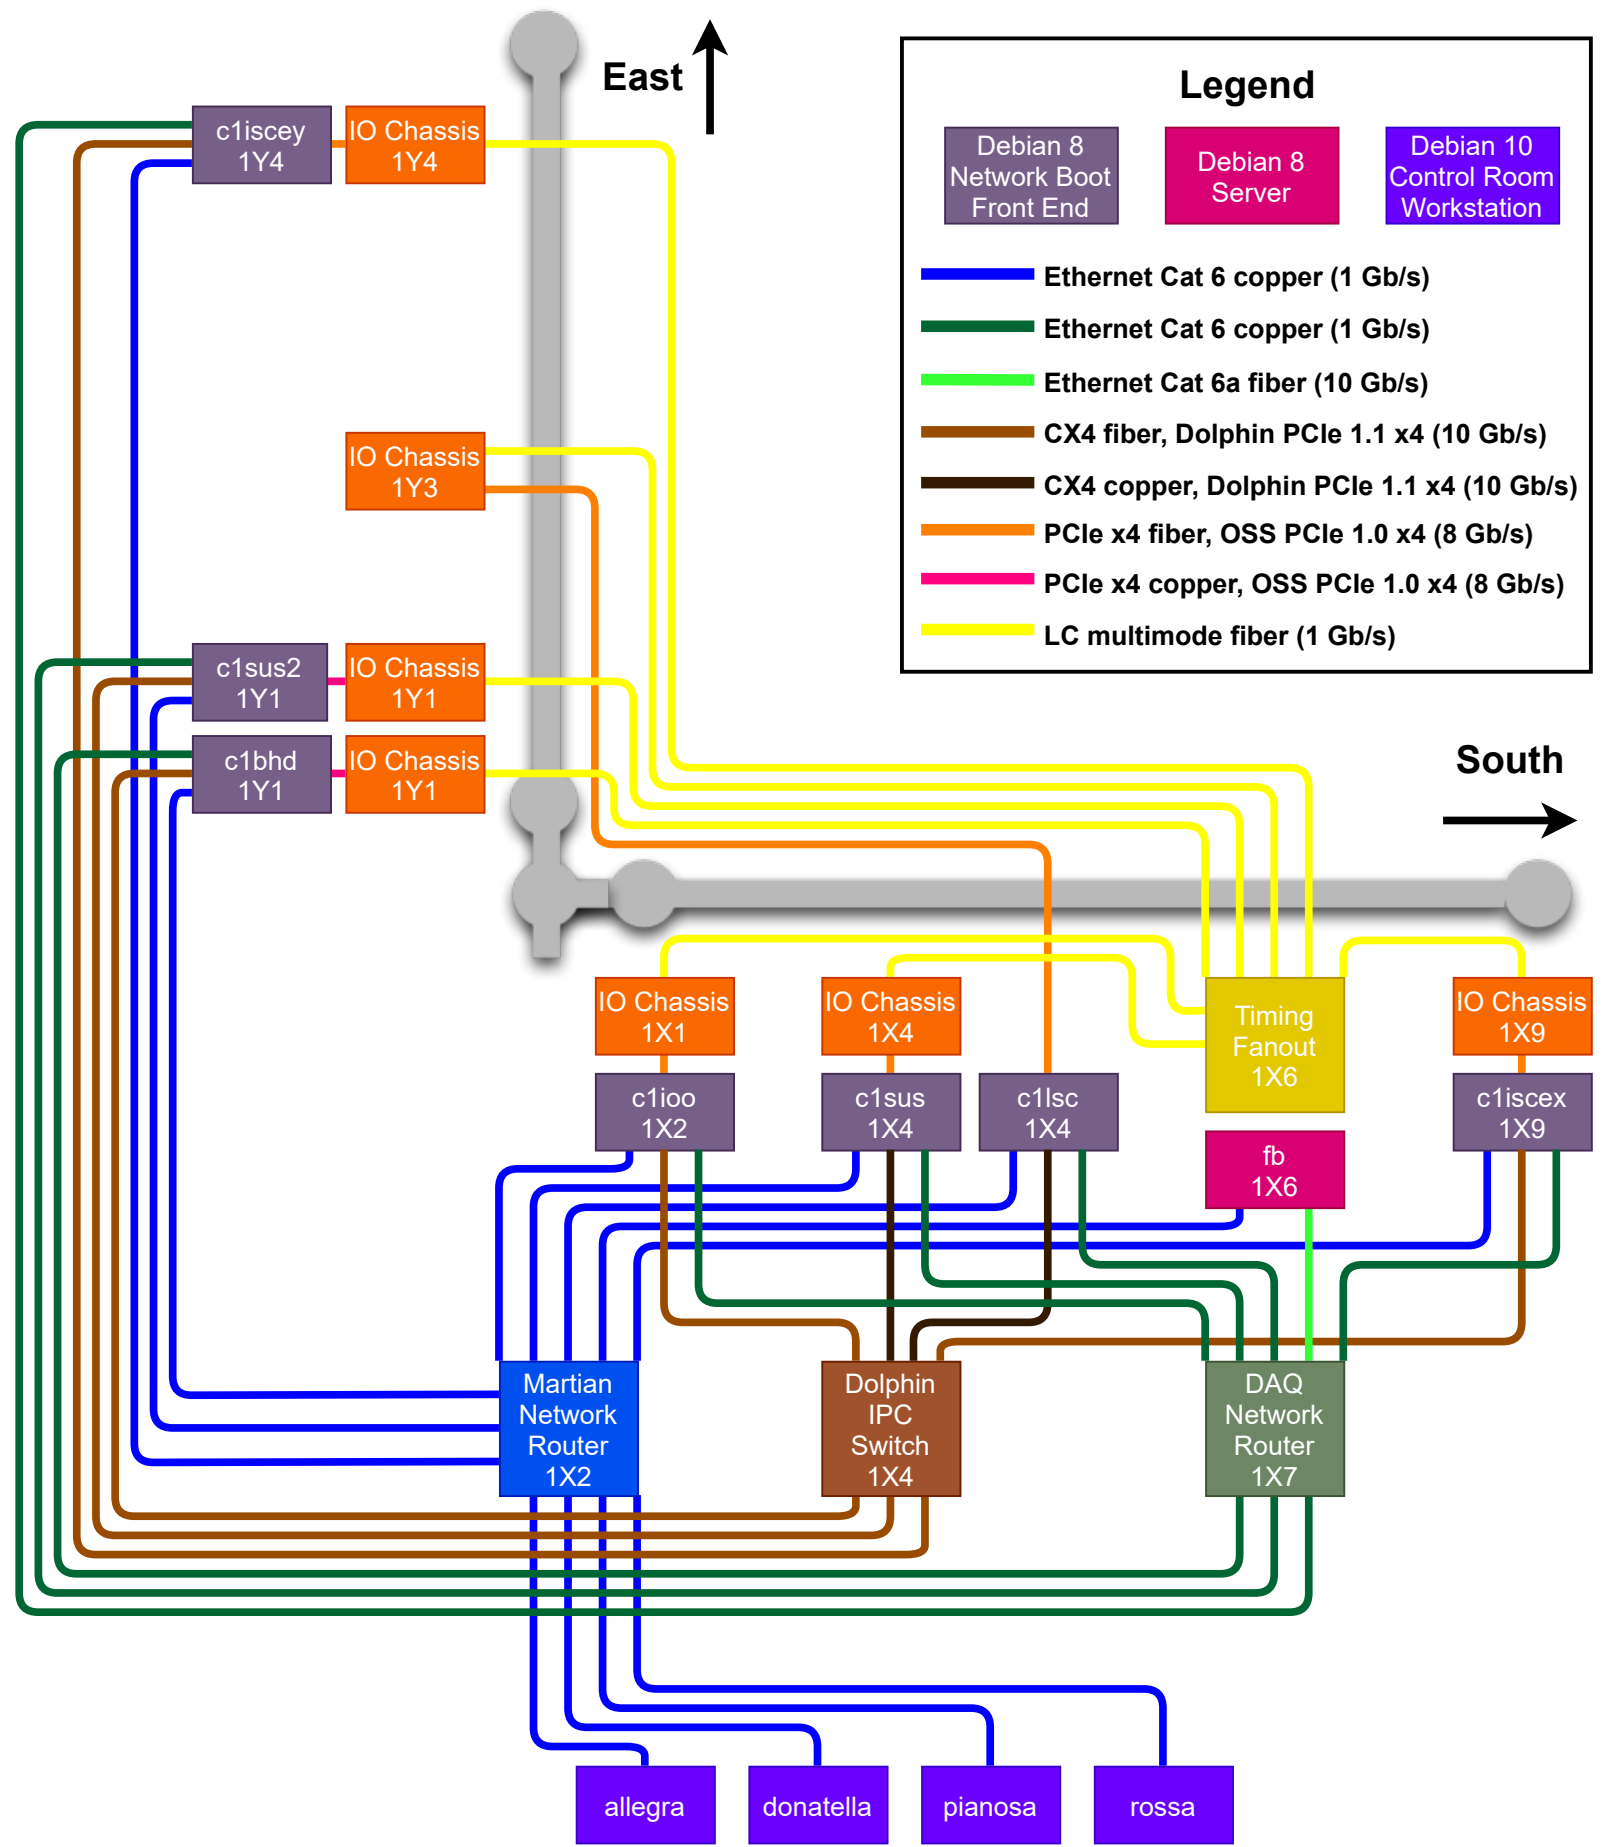 East
Legend
Debian 8
Network Boot
Front End
Debian 8
Server
Debian 10
Control Room
Workstation
Ethernet Cat 6 copper (1 Gb/s)
Ethernet Cat 6 copper (1 Gb/s)
Ethernet Cat 6a fiber (10 Gb/s)
CX4 fiber, Dolphin PCIe 1.1 x4 (10 Gb/s)
CX4 copper, Dolphin PCIe 1.1 x4 (10 Gb/s)
PCIe x4 fiber, OSS PCIe 1.0 x4 (8 Gb/s)
PCIe x4 copper, OSS PCIe 1.0 x4 (8 Gb/s)
LC multimode fiber (1 Gb/s)
c1iscey
1Y4
IO Chassis
1Y4
IO Chassis
1Y3
c1sus2
1Y1
IO Chassis
1Y1
c1bhd
1Y1
IO Chassis
1Y1
South
IO Chassis
1X1
IO Chassis
1X4
Timing
Fanout
1X6
IO Chassis
1X9
c1ioo
1X2
c1sus
1X4
c1lsc
1X4
c1iscex
1X9
fb
1X6
Martian
Network
Router
1X2
Dolphin
IPC
Switch
1X4
DAQ
Network
Router
1X7
allegra
donatella
pianosa
rossa